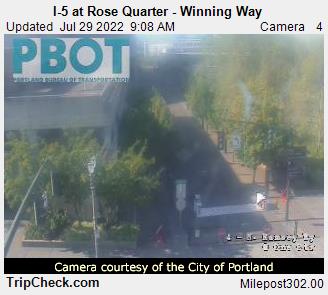 I-5 at Rose Quarter - Winning Way
Updated Jul 29 2022 9:08 AM Camera 4
PBOT
PORTLAND BUREAU OF TRANSPORTATION
Camera courtesy of the City of Portland
TripCheck.com Milepost302.00